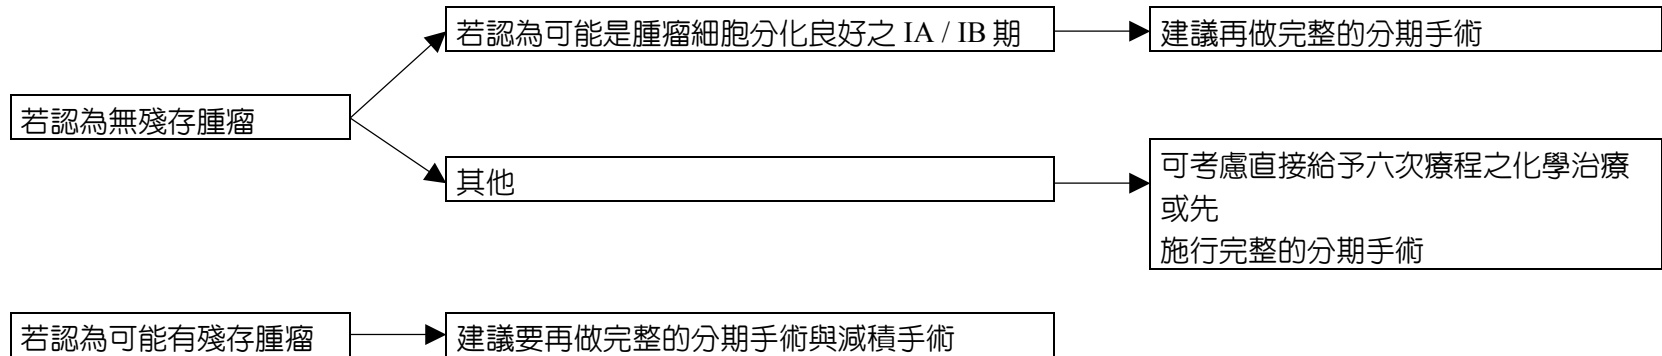 若認為可能是腫瘤細胞分化良好之 IA / IB 期
建議再做完整的分期手術
若認為無殘存腫瘤
其他
可考慮直接給予六次療程之化學治療
或先
施行完整的分期手術
若認為可能有殘存腫瘤
建議要再做完整的分期手術與減積手術